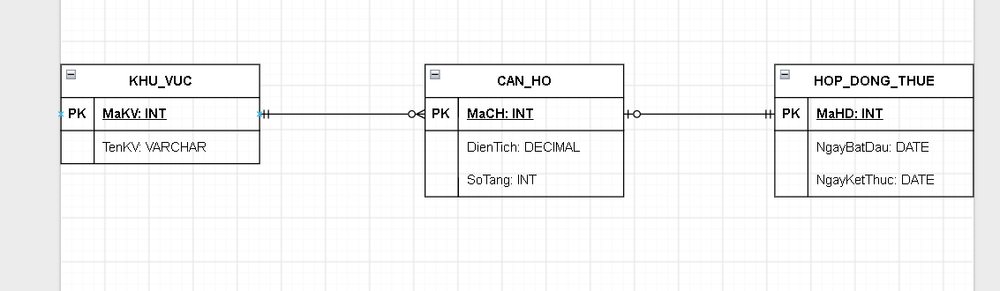 KHU_VUC
PK MaKV: INT
TenKV: VARCHAR
CAN_HO
PK MaCH: INT
DienTich: DECIMAL
SoTang: INT
HOP_DONG_THUE
PK MaHD: INT
NgayBatDau: DATE
NgayKetThuc: DATE